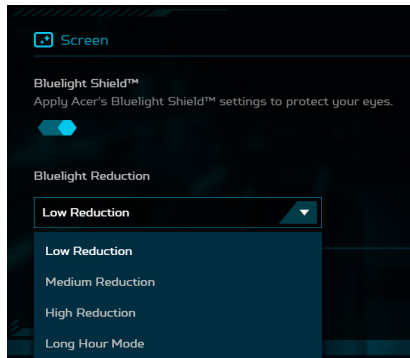 Screen
Bluelight Shield™
Apply Acer's Bluelight Shield™ settings to protect your eyes.
Bluelight Reduction
Low Reduction
Low Reduction
Medium Reduction
High Reduction
Long Hour Mode